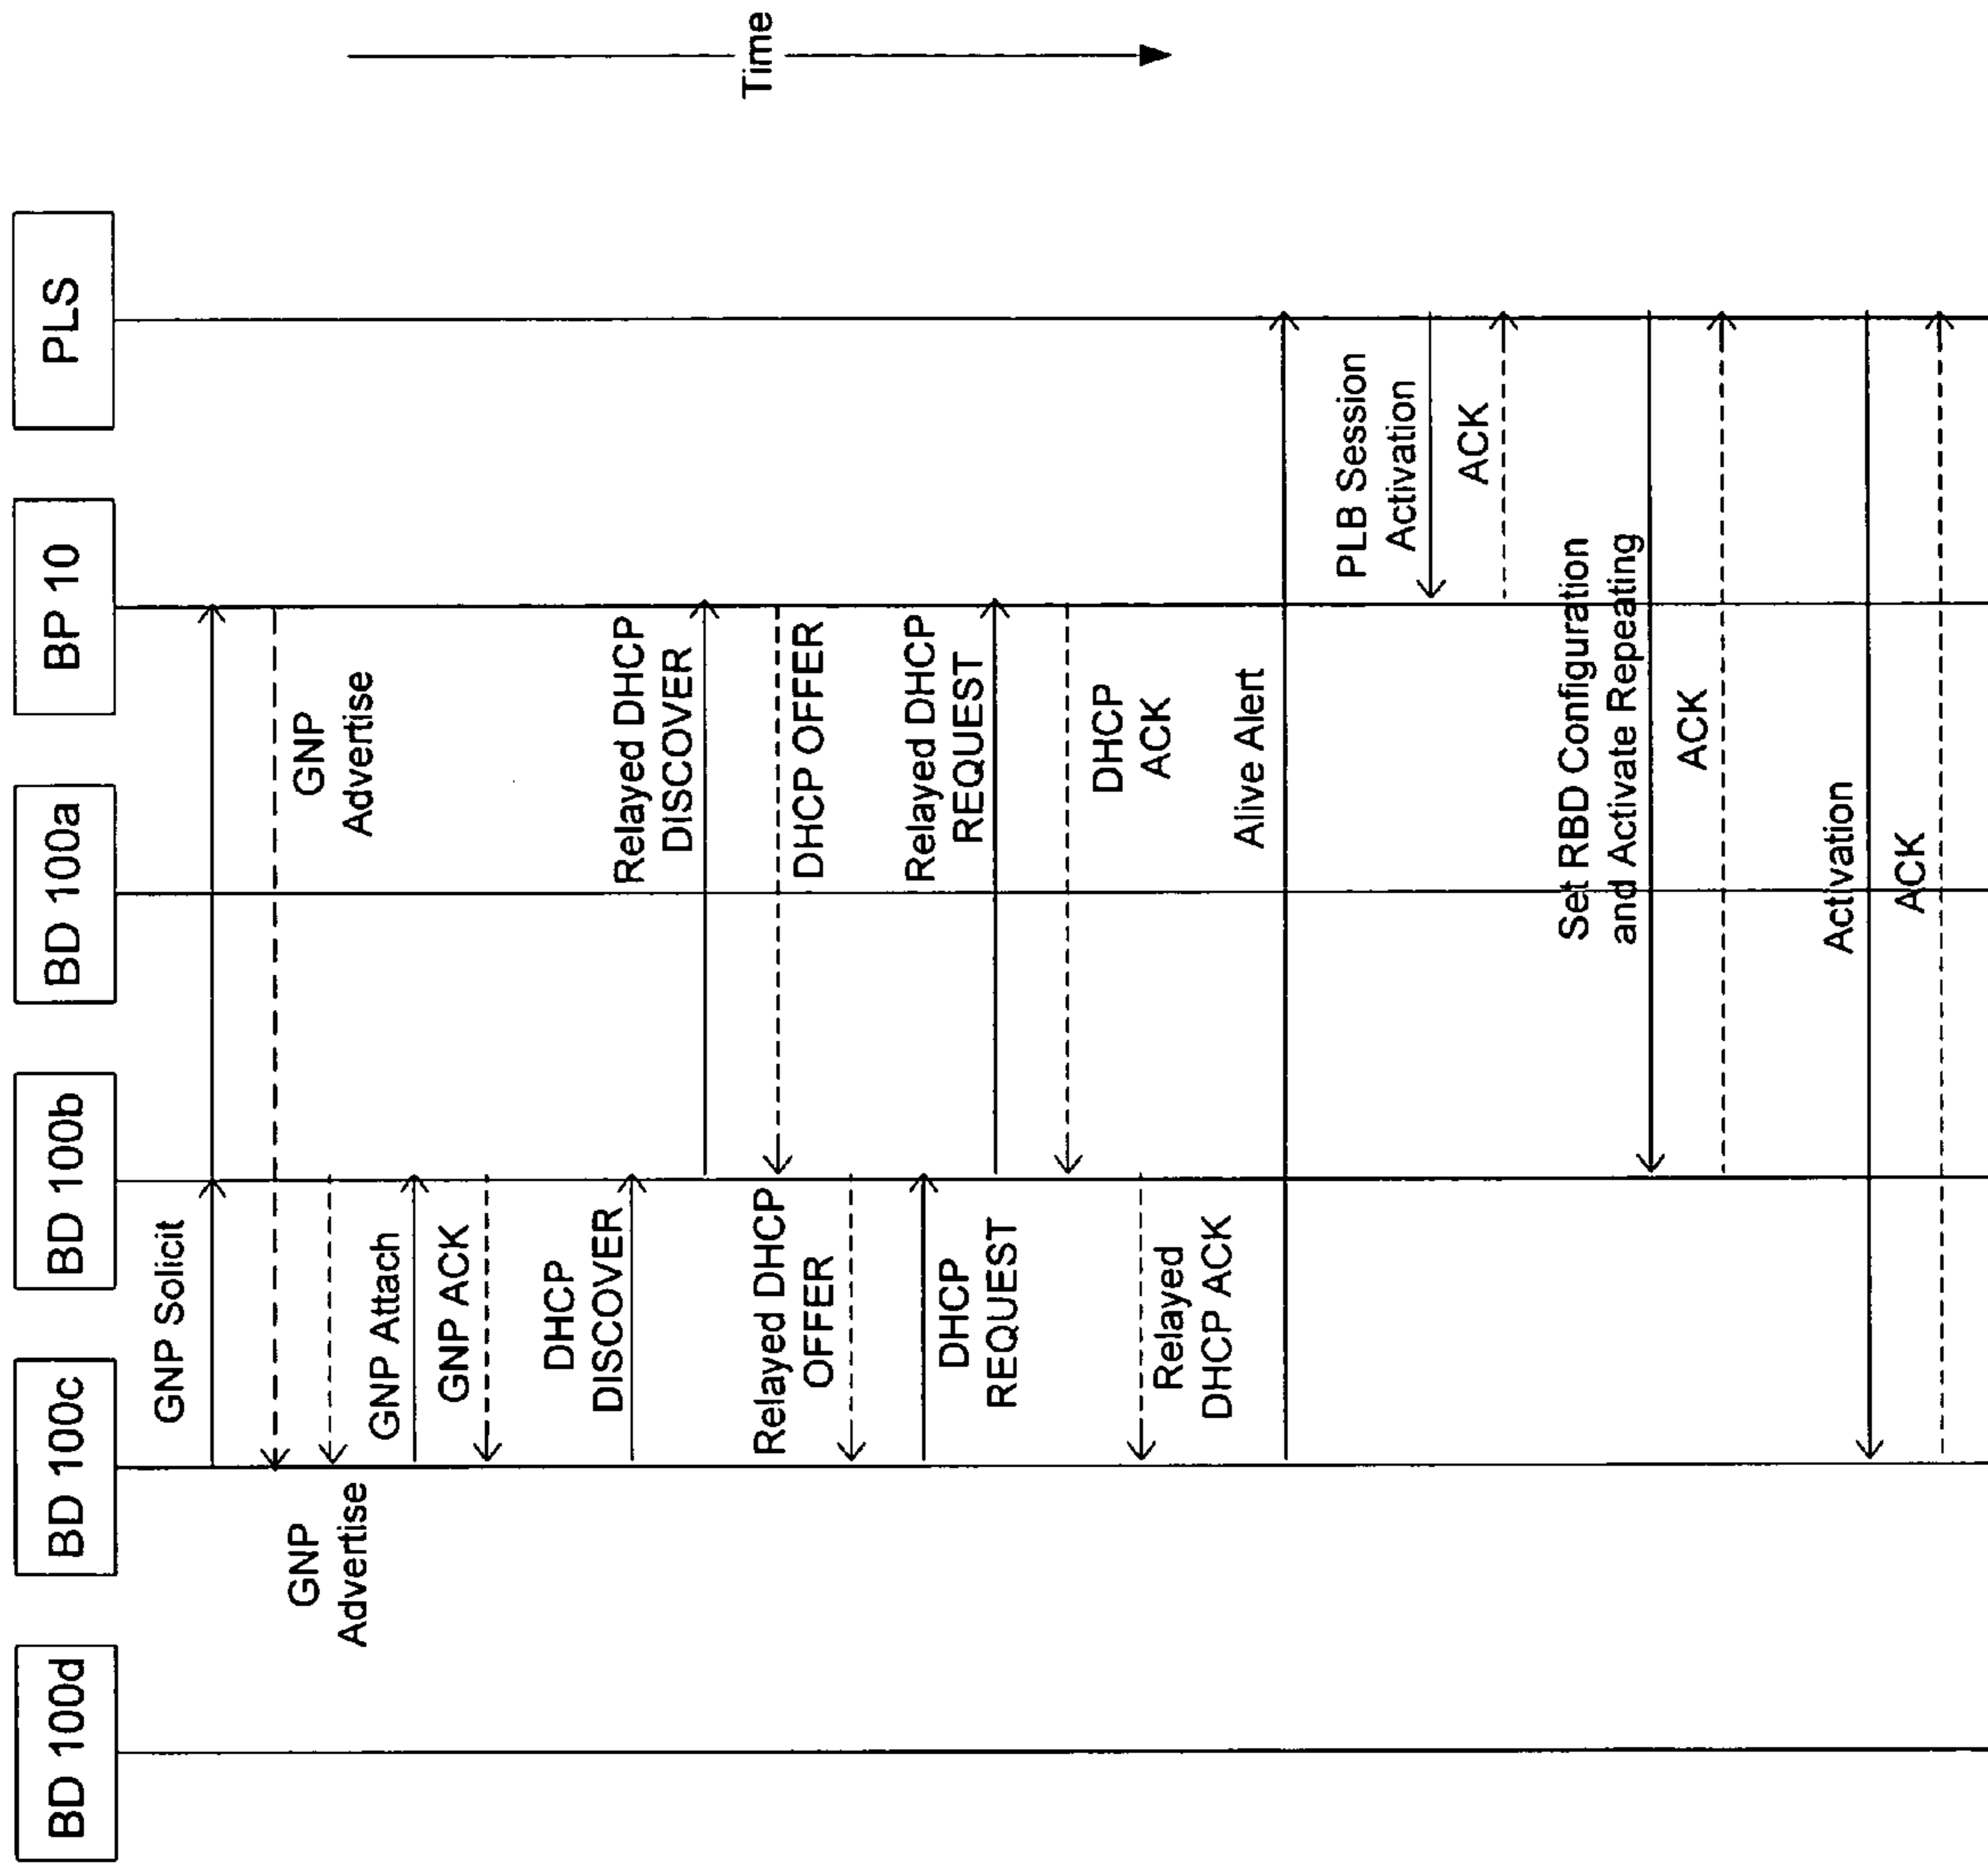 BD 100d
BD 100c
BD 100b
BD 100a
BP 10
PLS
Time
GNP Solicit
GNP
Advertise
GNP
Advertise
GNP Attach
GNP ACK
DHCP
DISCOVER
Relayed DHCP
DISCOVER
DHCP OFFER
Relayed DHCP
OFFER
DHCP
REQUEST
Relayed DHCP
REQUEST
DHCP
ACK
Relayed
DHCP ACK
Alive Alert
PLB Session
Activation
ACK
Set RBD Configuration
and Activate Repeating
ACK
Activation
ACK